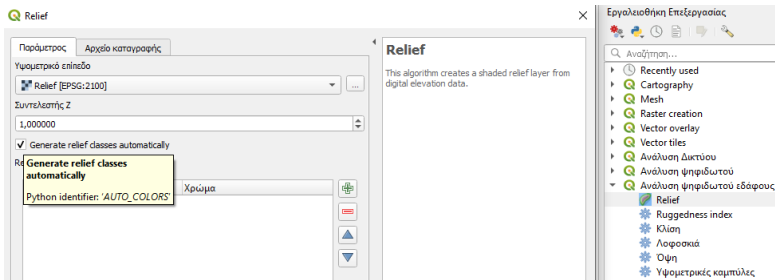 Relief
Παράμετρος
Αρχείο καταγραφής
Υψομετρικό επίπεδο
Relief [EPSG:2100]
...
Συντελεστής Z
1,000000
Generate relief classes automatically
Re
Generate relief classes
automatically
Python identifier: 'AUTO_COLORS'
Χρώμα
Relief
This algorithm creates a shaded relief layer from
digital elevation data.
Εργαλειοθήκη Επεξεργασίας
Αναζήτηση...
Recently used
Cartography
Mesh
Raster creation
Vector overlay
Vector tiles
Ανάλυση Δικτύου
Ανάλυση ψηφιδωτού
Ανάλυση ψηφιδωτού εδάφους
Relief
Ruggedness index
Κλίση
Λοφοσκιά
Όψη
Υψομετρικές καμπύλες